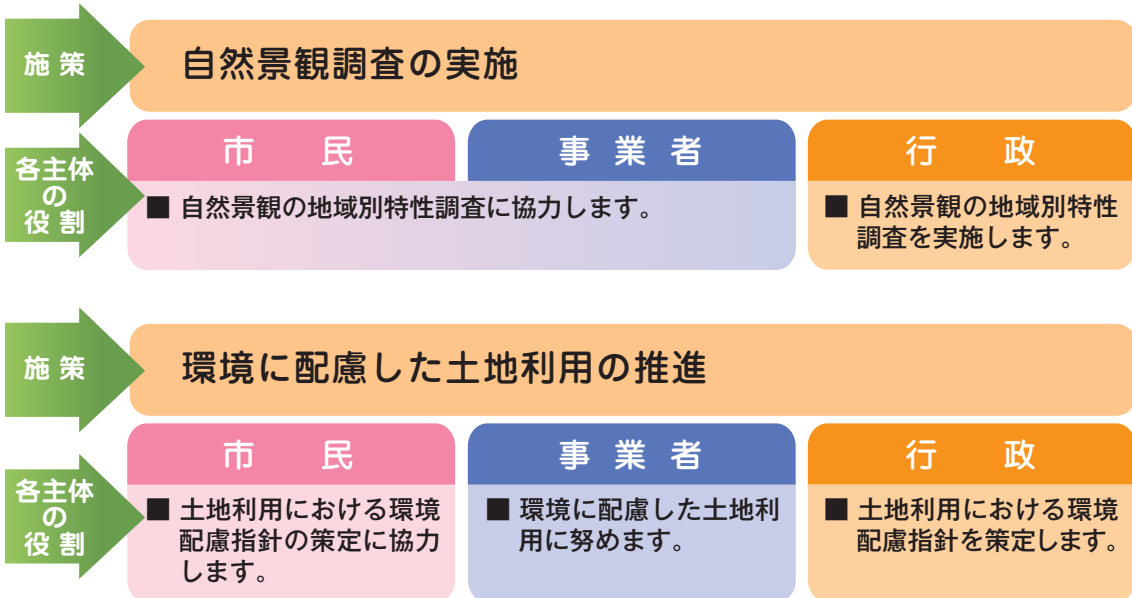 施策
自然景観調査の実施
各主体
の
役割
市民
事業者
行政
■ 自然景観の地域別特性調査に協力します。
■ 自然景観の地域別特性
調査を実施します。
施策
環境に配慮した土地利用の推進
各主体
の
役割
市民
事業者
行政
■ 土地利用における環境
配慮指針の策定に協力
します。
■ 環境に配慮した土地利
用に努めます。
■ 土地利用における環境
配慮指針を策定します。